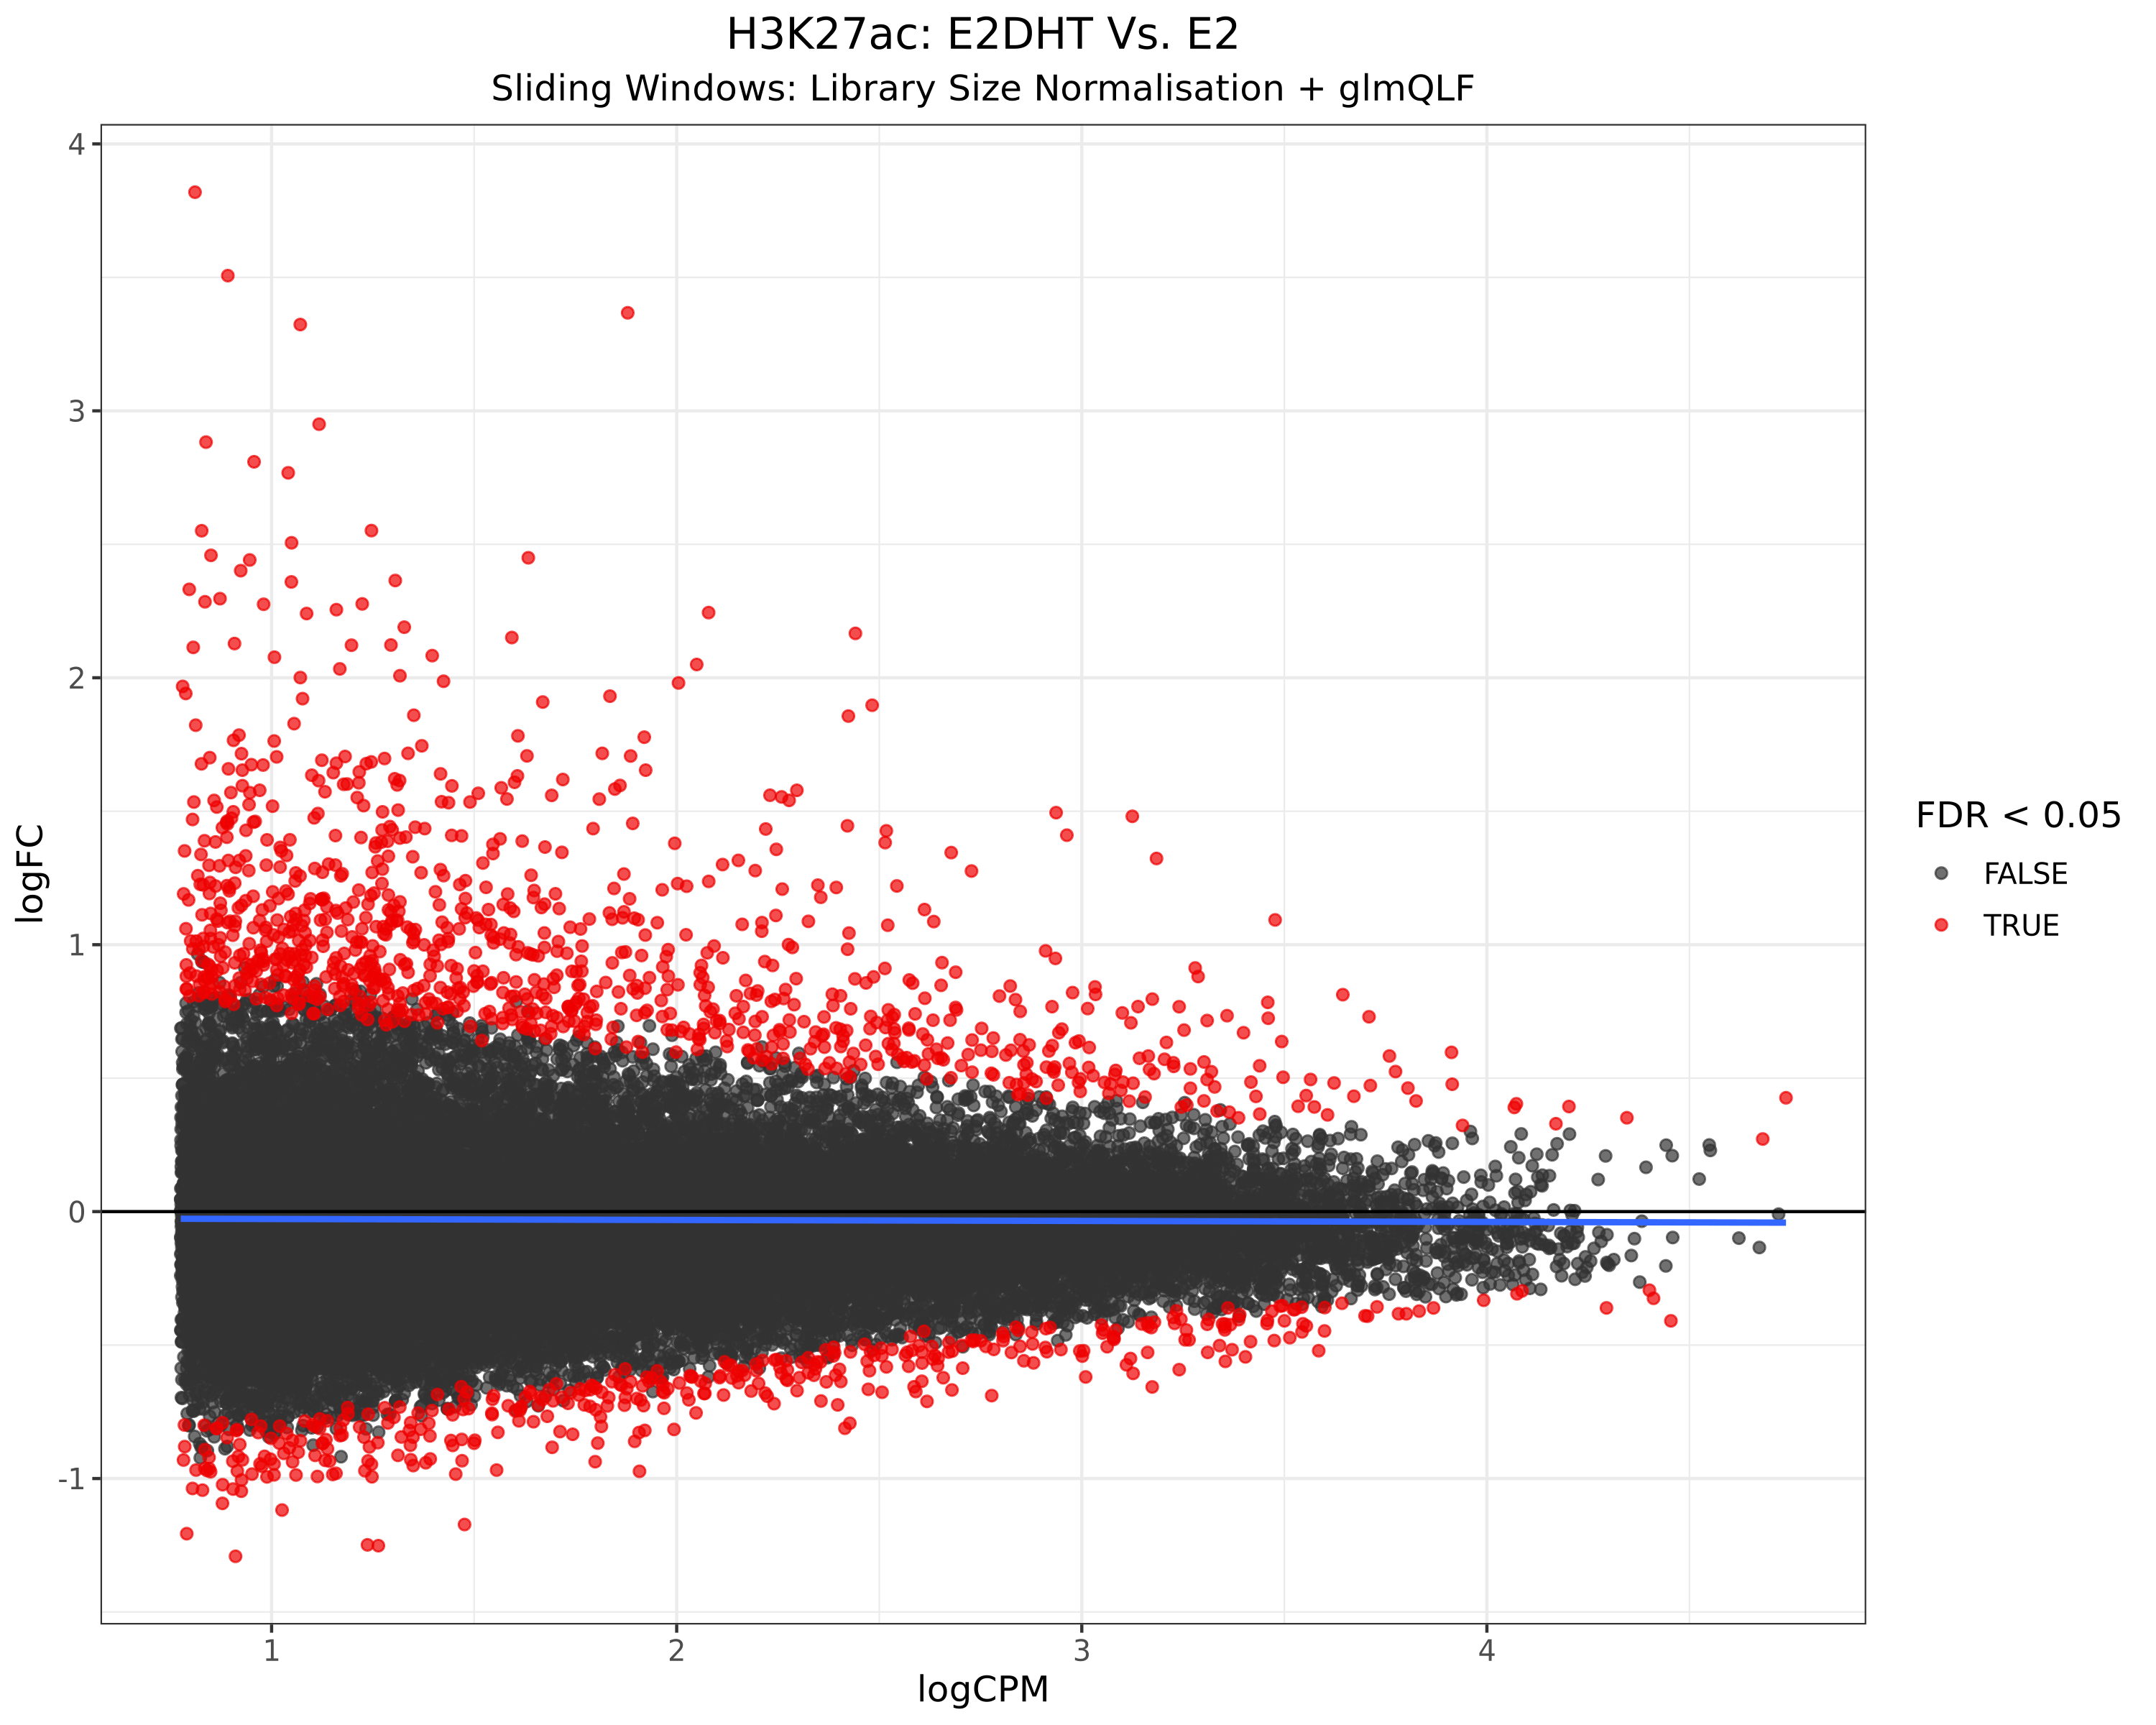 H3K27ac: E2DHT Vs. E2
Sliding Windows: Library Size Normalisation + glmQLF
4
3
2
1
0
-1
logFC
1
2
3
4
logCPM
FDR < 0.05
FALSE
TRUE